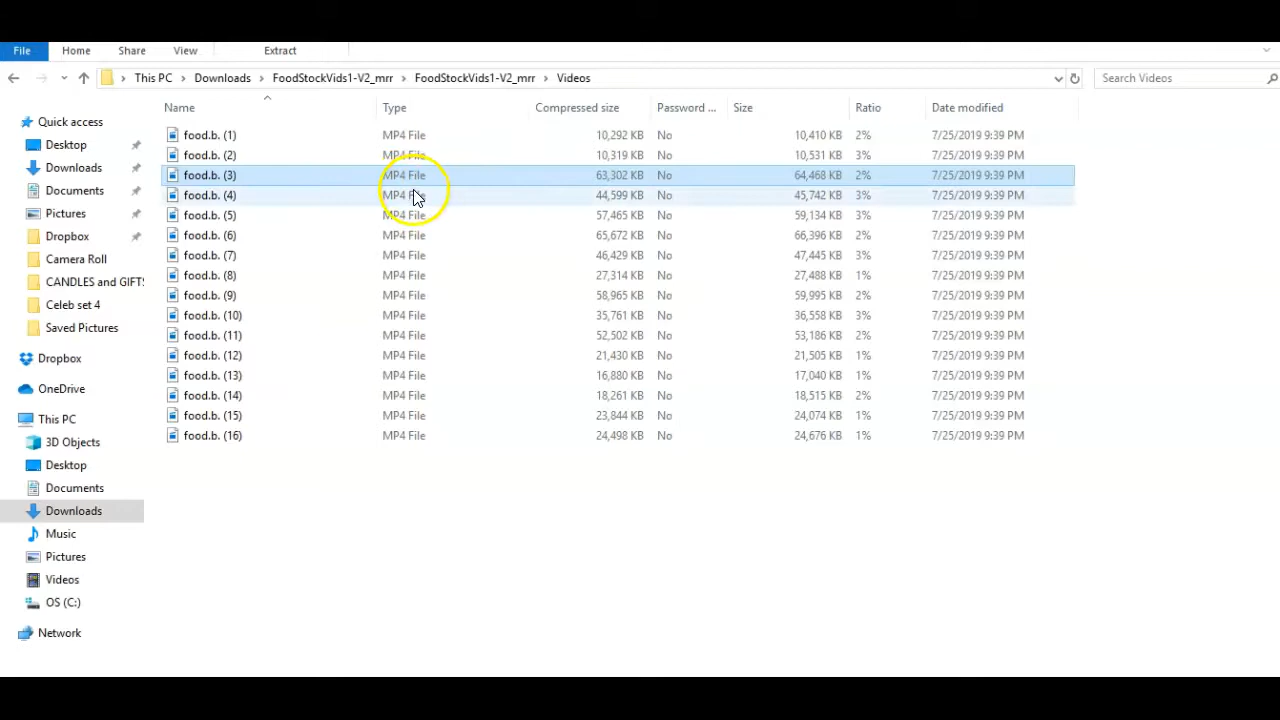 File Home Share View Extract
This PC Downloads FoodStockVids1-V2_mrr FoodStockVids1-V2_mrr Videos Search Videos
Name Type Compressed size Password ... Size Ratio Date modified
food.b. (1) MP4 File 10,292 KB No 10,410 KB 2% 7/25/2019 9:39 PM
food.b. (2) MP4 File 10,319 KB No 10,531 KB 3% 7/25/2019 9:39 PM
food.b. (3) MP4 File 63,302 KB No 64,468 KB 2% 7/25/2019 9:39 PM
food.b. (4) MP4 File 44,599 KB No 45,742 KB 3% 7/25/2019 9:39 PM
food.b. (5) MP4 File 57,465 KB No 59,134 KB 3% 7/25/2019 9:39 PM
food.b. (6) MP4 File 65,672 KB No 66,396 KB 2% 7/25/2019 9:39 PM
food.b. (7) MP4 File 46,429 KB No 47,445 KB 3% 7/25/2019 9:39 PM
food.b. (8) MP4 File 27,314 KB No 27,488 KB 1% 7/25/2019 9:39 PM
food.b. (9) MP4 File 58,965 KB No 59,995 KB 2% 7/25/2019 9:39 PM
food.b. (10) MP4 File 35,761 KB No 36,558 KB 3% 7/25/2019 9:39 PM
food.b. (11) MP4 File 52,502 KB No 53,186 KB 2% 7/25/2019 9:39 PM
food.b. (12) MP4 File 21,430 KB No 21,505 KB 1% 7/25/2019 9:39 PM
food.b. (13) MP4 File 16,880 KB No 17,040 KB 1% 7/25/2019 9:39 PM
food.b. (14) MP4 File 18,261 KB No 18,515 KB 2% 7/25/2019 9:39 PM
food.b. (15) MP4 File 23,844 KB No 24,074 KB 1% 7/25/2019 9:39 PM
food.b. (16) MP4 File 24,498 KB No 24,676 KB 1% 7/25/2019 9:39 PM
Quick access
Desktop
Downloads
Documents
Pictures
Dropbox
Camera Roll
CANDLES and GIFTS
Celeb set 4
Saved Pictures
Dropbox
OneDrive
This PC
3D Objects
Desktop
Documents
Downloads
Music
Pictures
Videos
OS (C:)
Network